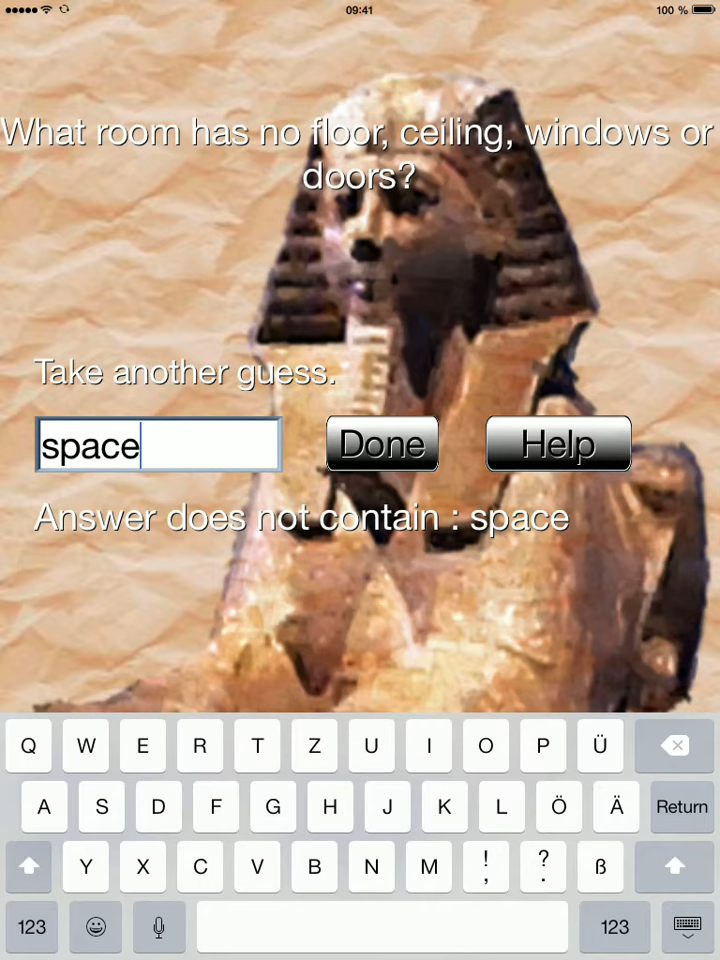 09:41
100 %
What room has no floor, ceiling, windows or
doors?
Take another guess.
space
Done
Help
Answer does not contain : space
Q W E R T Z U I O P Ü
A S D F G H J K L Ö Ä Return
Y X C V B N M ! , ? . ß
123 123